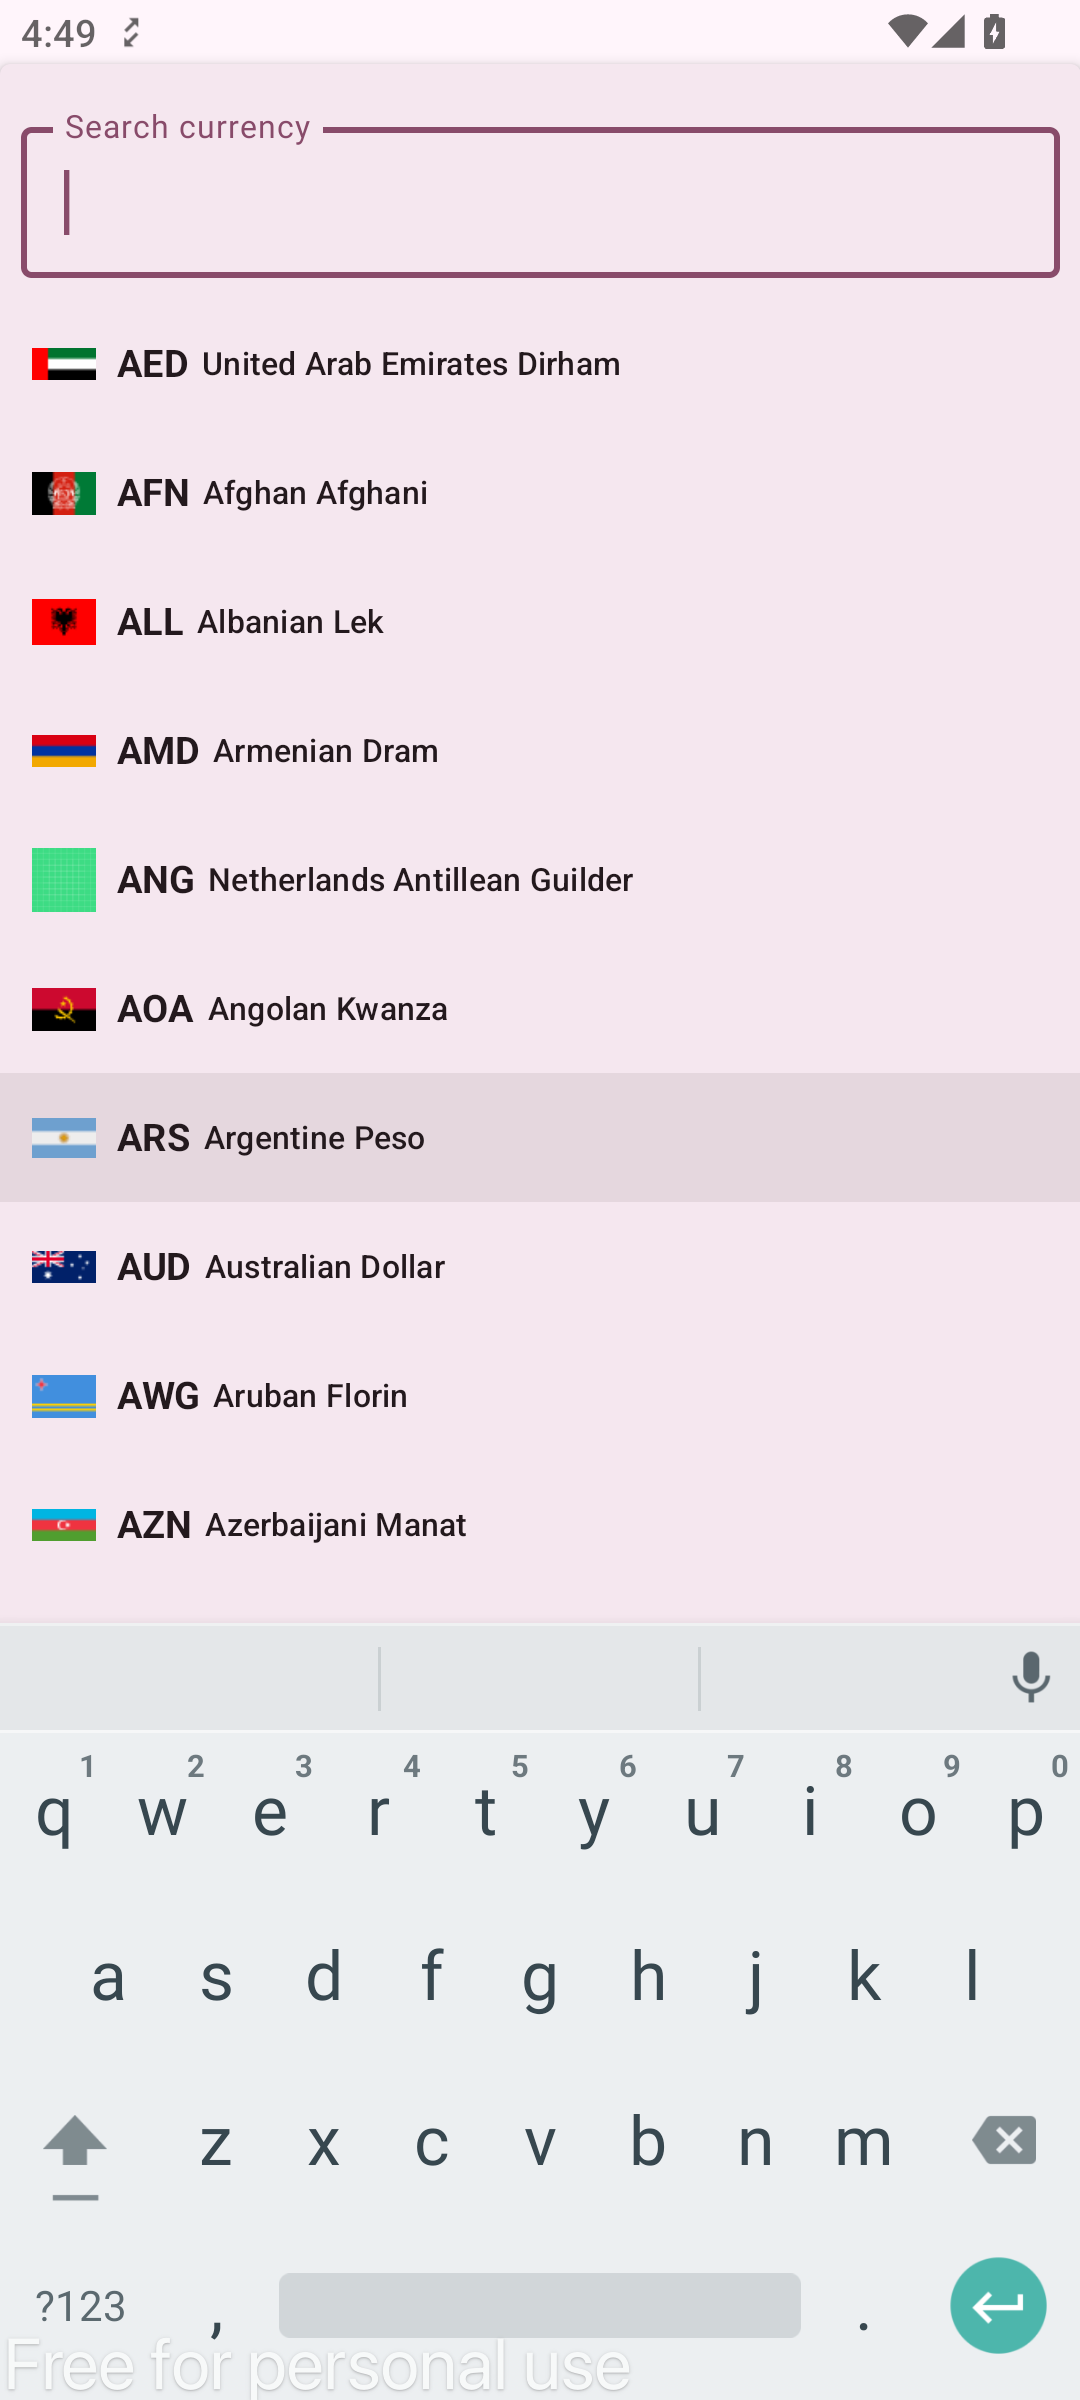 4:49
Search currency
AED United Arab Emirates Dirham
AFN Afghan Afghani
ALL Albanian Lek
AMD Armenian Dram
ANG Netherlands Antillean Guilder
AOA Angolan Kwanza
ARS Argentine Peso
AUD Australian Dollar
AWG Aruban Florin
AZN Azerbaijani Manat
1 2 3 4 5 6 7 8 9 0
q w e r t y u i o p
a s d f g h j k l
z x c v b n m
?123 , .
Free for personal use